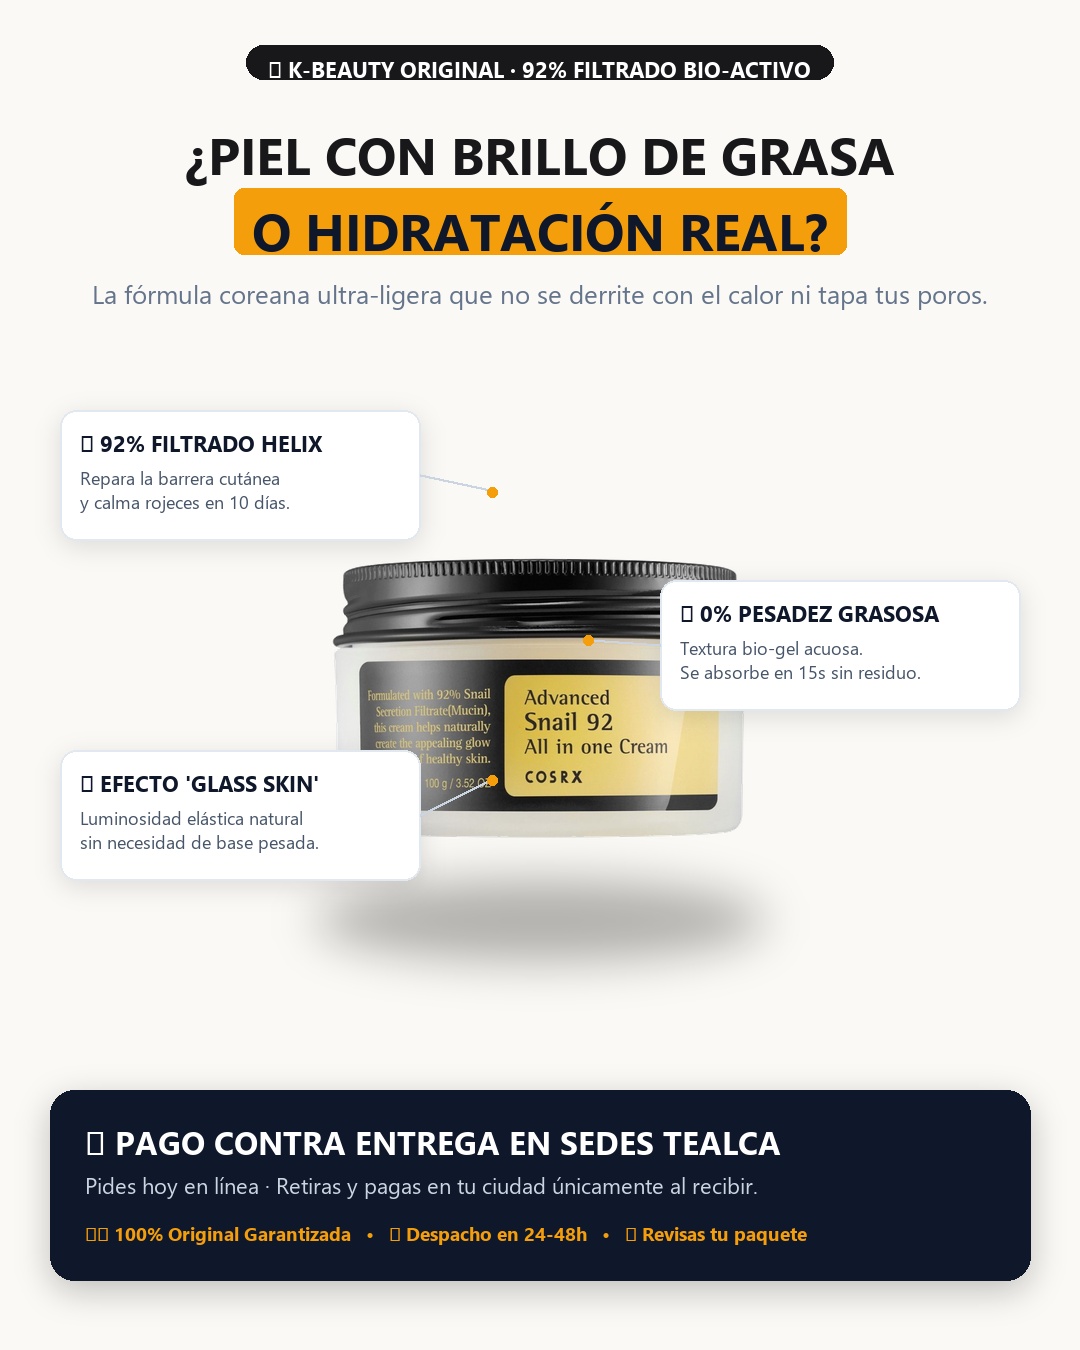 K-BEAUTY ORIGINAL · 92% FILTRADO BIO-ACTIVO
¿PIEL CON BRILLO DE GRASA
O HIDRATACIÓN REAL?
La fórmula coreana ultra-ligera que no se derrite con el calor ni tapa tus poros.
92% FILTRADO HELIX
Repara la barrera cutánea
y calma rojeces en 10 días.
0% PESADEZ GRASOSA
Textura bio-gel acuosa.
Se absorbe en 15s sin residuo.
Formulated with 92% Snail
Secretion Filtrate(Mucin),
this cream helps naturally
create the appealing glow
of healthy skin.
100 g / 3.52
Advanced
Snail 92
All in one Cream
COSRX
EFECTO 'GLASS SKIN'
Luminosidad elástica natural
sin necesidad de base pesada.
PAGO CONTRA ENTREGA EN SEDES TEALCA
Pides hoy en línea · Retiras y pagas en tu ciudad únicamente al recibir.
100% Original Garantizada • Despacho en 24-48h • Revisas tu paquete